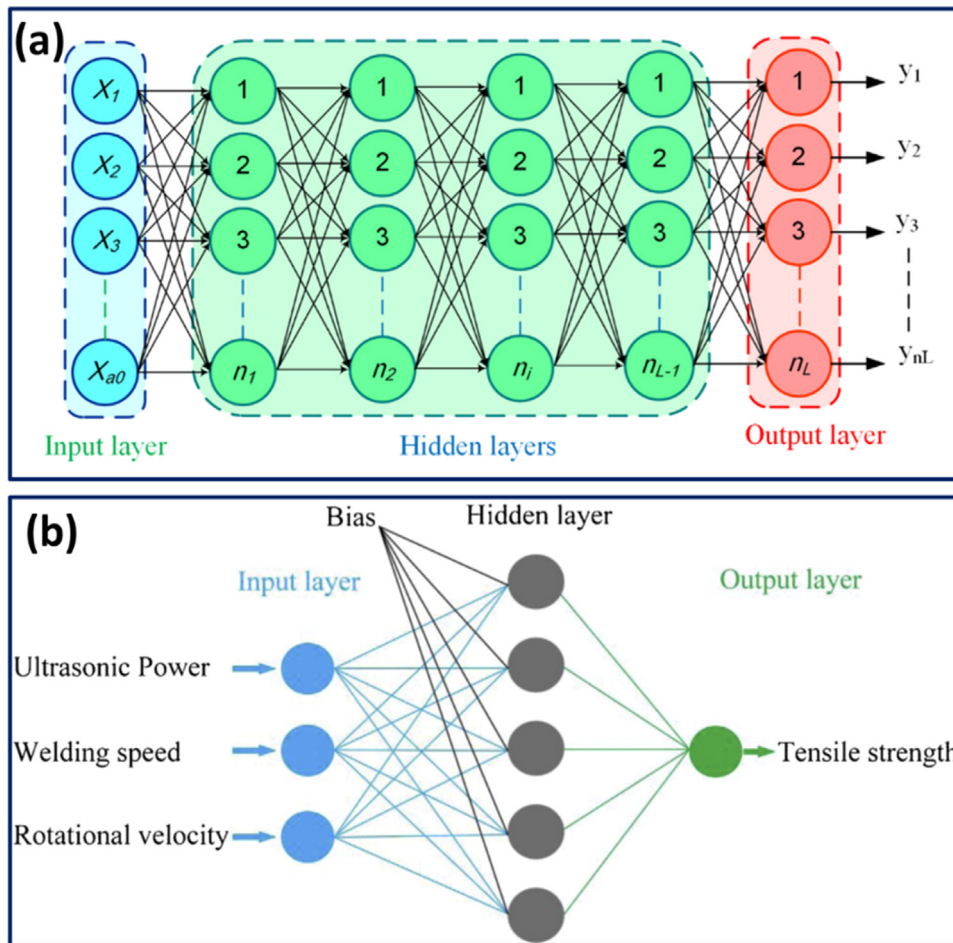 (a)
X1 1 1 1 1 1 y1
X2 2 2 2 2 2 y2
X3 3 3 3 3 3 y3
Xa0 n1 n2 ni nL-1 nL ynL
Input layer Hidden layers Output layer
(b)
Bias Hidden layer
Input layer Output layer
Ultrasonic Power
Welding speed Tensile strength
Rotational velocity